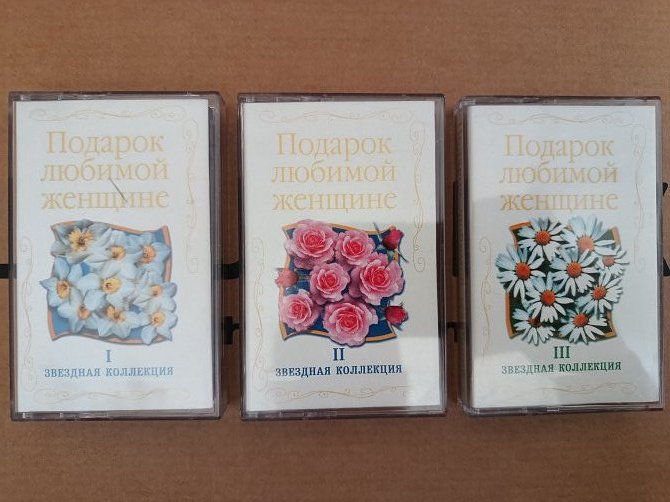 Подарок
любимой
женщине
I
ЗВЕЗДНАЯ КОЛЛЕКЦИЯ
Подарок
любимой
женщине
II
ЗВЕЗДНАЯ КОЛЛЕКЦИЯ
Подарок
любимой
женщине
III
ЗВЕЗДНАЯ КОЛЛЕКЦИЯ